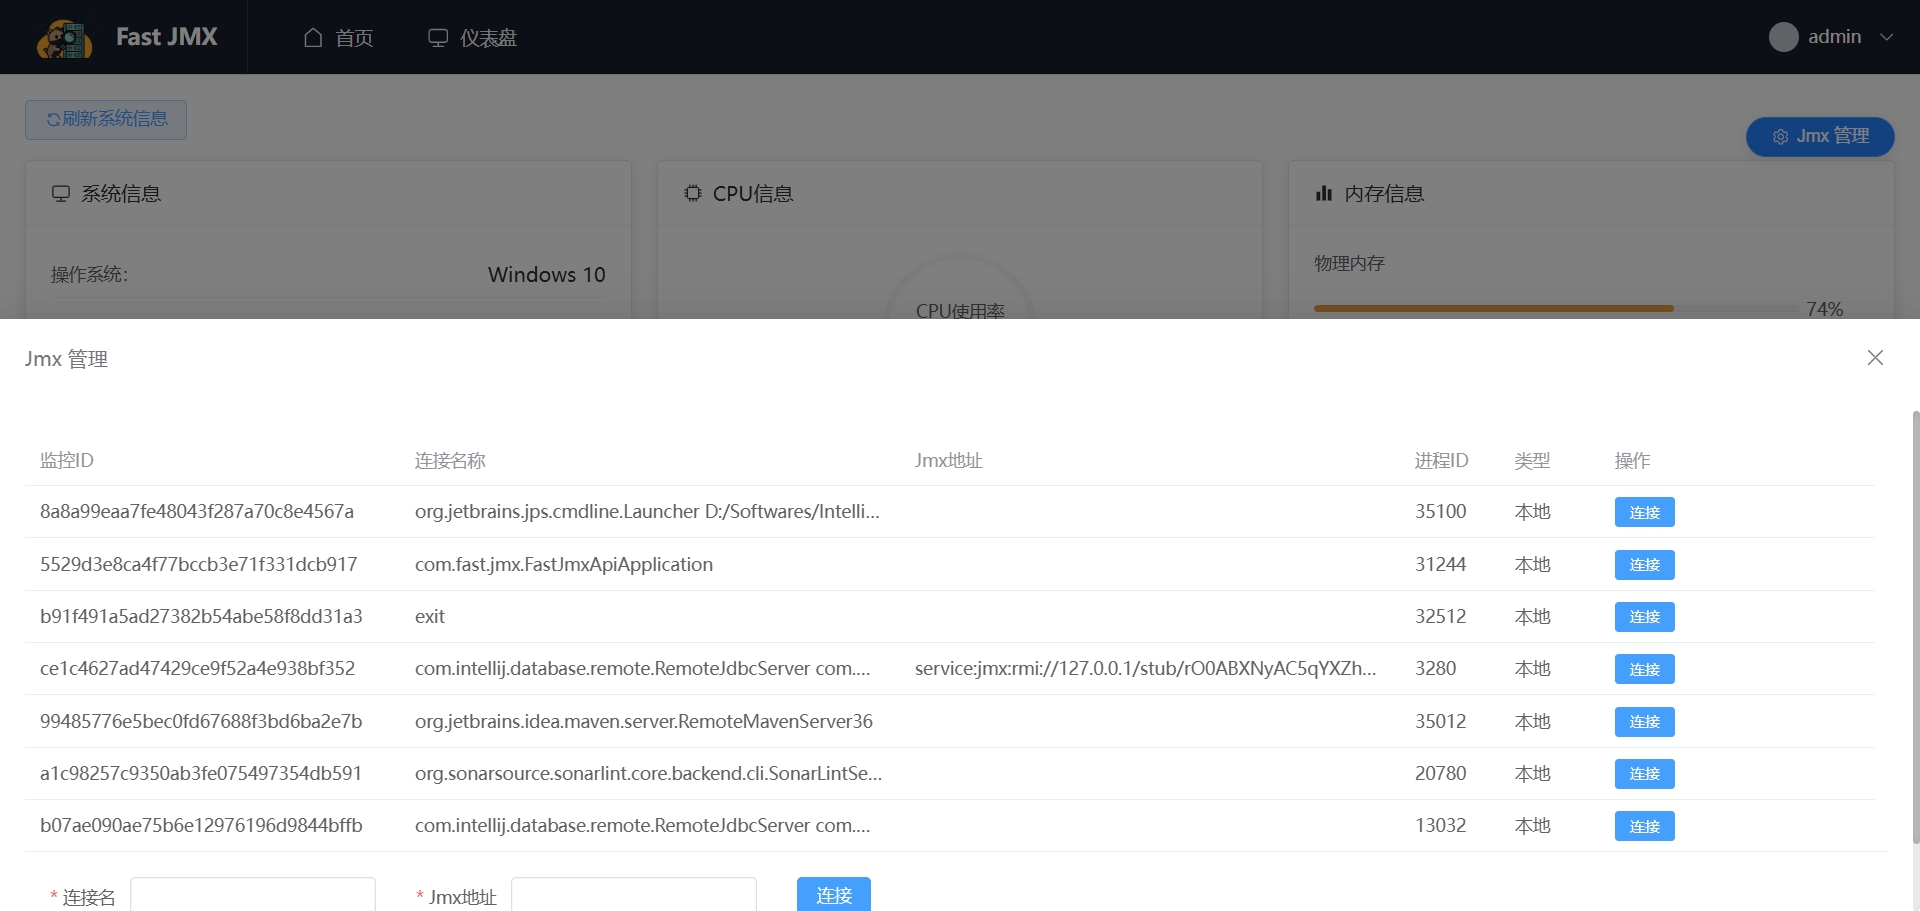 Fast JMX 首页 仪表盘 admin
刷新系统信息
Jmx 管理
系统信息 CPU信息 内存信息
操作系统: Windows 10
物理内存
CPU使用率
74%
Jmx 管理
监控ID 连接名称 Jmx地址 进程ID 类型 操作
8a8a99eaa7fe48043f287a70c8e4567a org.jetbrains.jps.cmdline.Launcher D:/Softwares/Intelli... 35100 本地 连接
5529d3e8ca4f77bccb3e71f331dcb917 com.fast.jmx.FastJmxApiApplication 31244 本地 连接
b91f491a5ad27382b54abe58f8dd31a3 exit 32512 本地 连接
ce1c4627ad47429ce9f52a4e938bf352 com.intellij.database.remote.RemoteJdbcServer com.... service:jmx:rmi://127.0.0.1/stub/rO0ABXNyAC5qYXZh... 3280 本地 连接
99485776e5bec0fd67688f3bd6ba2e7b org.jetbrains.idea.maven.server.RemoteMavenServer36 35012 本地 连接
a1c98257c9350ab3fe075497354db591 org.sonarsource.sonarlint.core.backend.cli.SonarLintSe... 20780 本地 连接
b07ae090ae75b6e12976196d9844bffb com.intellij.database.remote.RemoteJdbcServer com.... 13032 本地 连接
* 连接名 * Jmx地址 连接